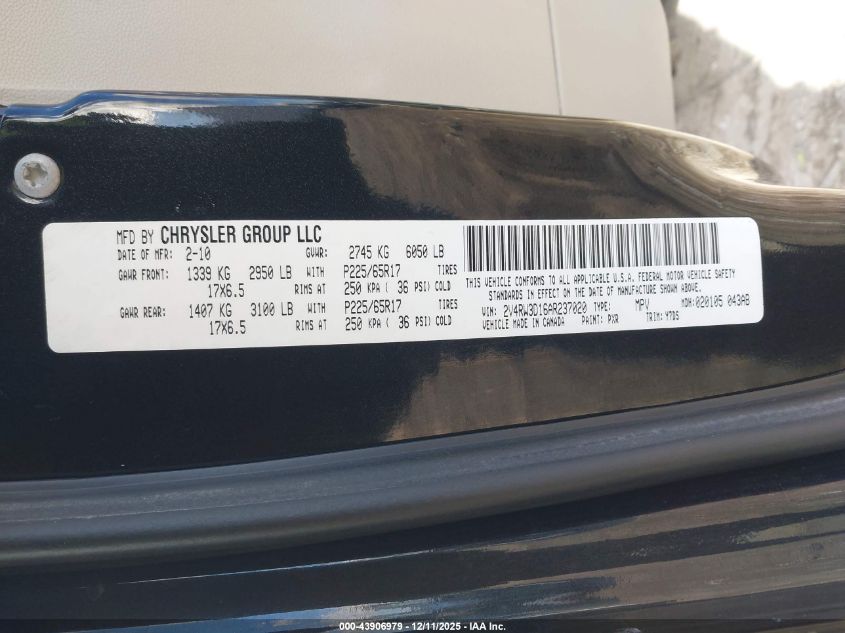 MFD BY CHRYSLER GROUP LLC
DATE OF MFR: 2-10 GVWR: 2745 KG 6050 LB
GAWR FRONT: 1339 KG 2950 LB WITH P225/65R17 TIRES
17X6.5 RIMS AT 250 KPA ( 36 PSI) COLD
GAWR REAR: 1407 KG 3100 LB WITH P225/65R17 TIRES
17X6.5 RIMS AT 250 KPA ( 36 PSI) COLD
THIS VEHICLE CONFORMS TO ALL APPLICABLE U.S.A. FEDERAL MOTOR VEHICLE SAFETY
STANDARDS IN EFFECT ON THE DATE OF MANUFACTURE SHOWN ABOVE.
VIN: 2V4RW3D16AR237020 TYPE: MPV MDH: 020105 043AB
VEHICLE MADE IN CANADA PAINT: PXR TRIM: Y7D5
000-43906979 - 12/11/2025 - IAA Inc.